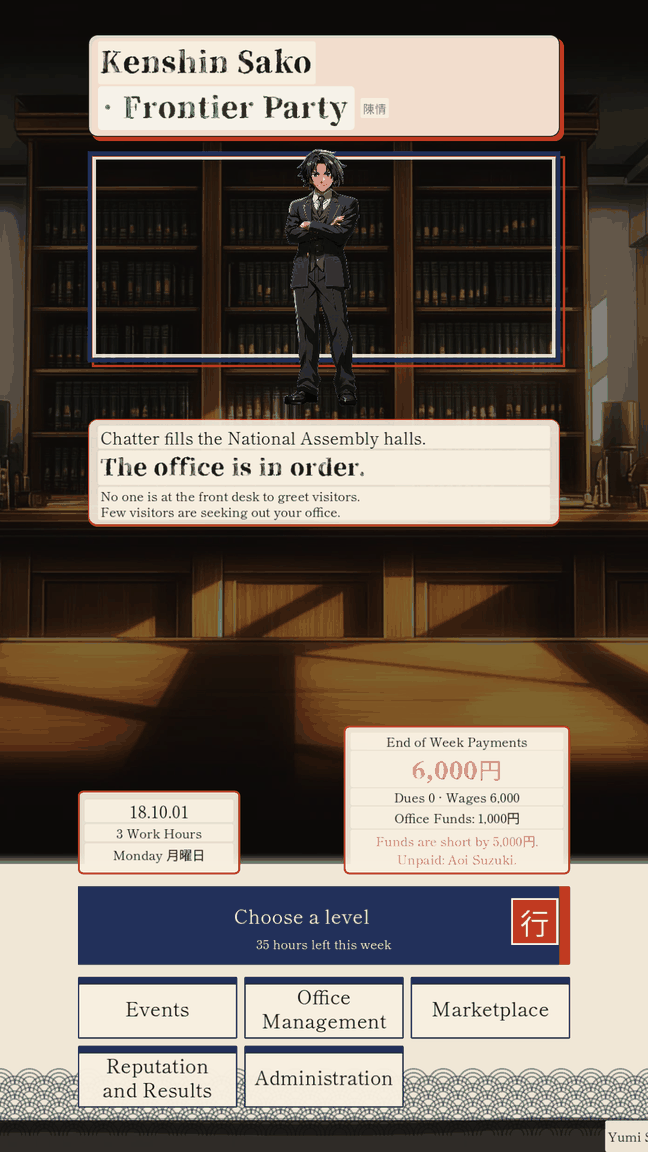 Kenshin Sako
· Frontier Party 陳情
Chatter fills the National Assembly halls.
The office is in order.
No one is at the front desk to greet visitors.
Few visitors are seeking out your office.
End of Week Payments
6,000円
Dues 0 · Wages 6,000
Office Funds: 1,000円
Funds are short by 5,000円.
Unpaid: Aoi Suzuki.
18.10.01
3 Work Hours
Monday 月曜日
Choose a level
35 hours left this week
行
Events
Office
Management
Marketplace
Reputation
and Results
Administration
Yumi S